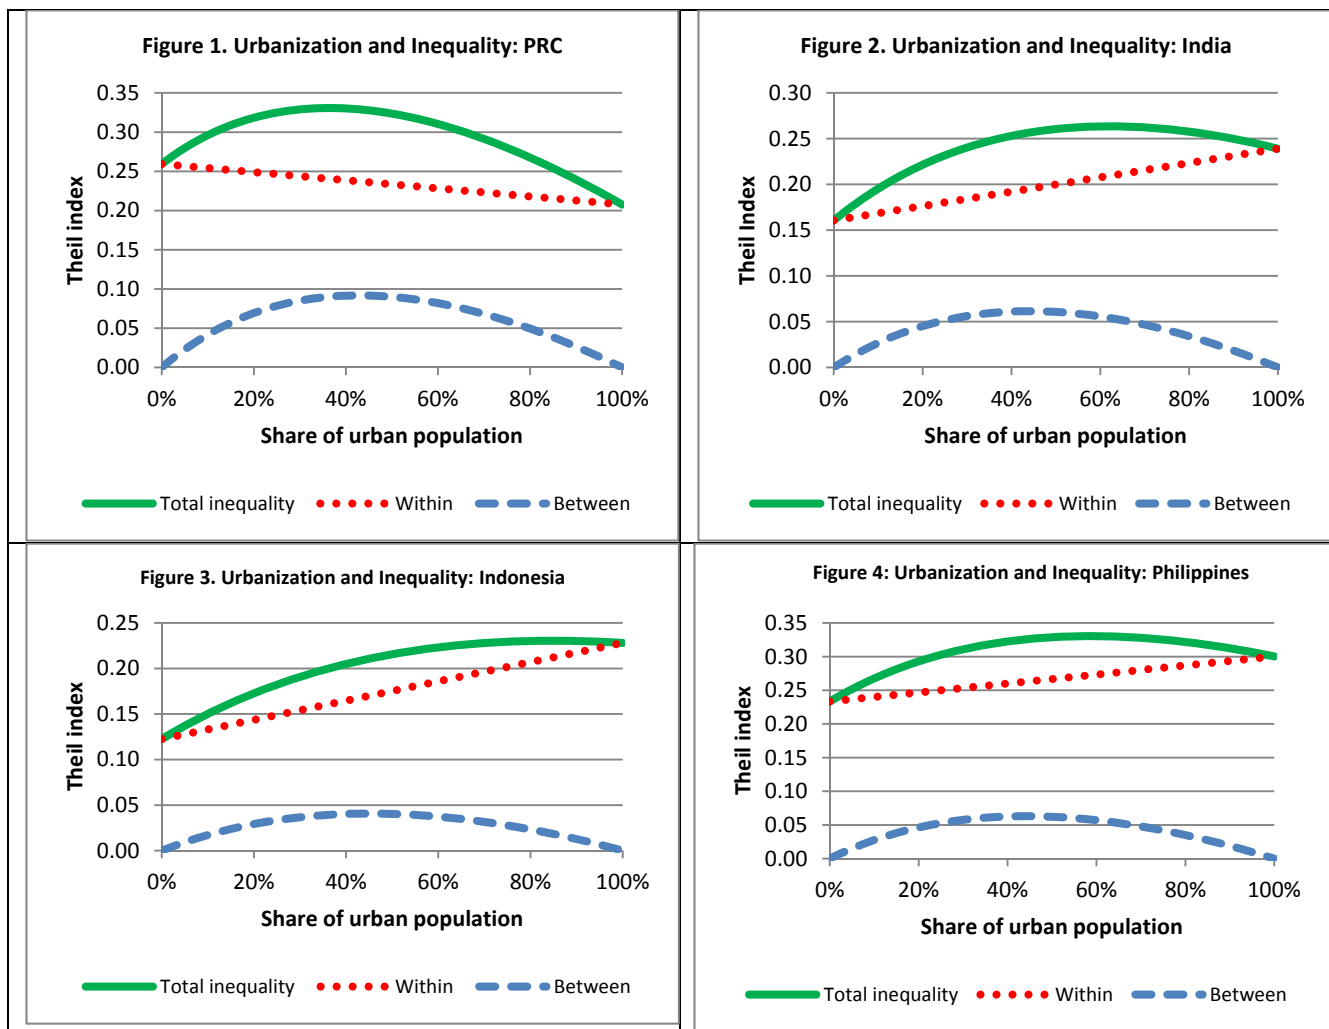 Figure 1. Urbanization and Inequality: PRC
0.35
0.30
0.25
0.20
0.15
0.10
0.05
0.00
Theil index
0% 20% 40% 60% 80% 100%
Share of urban population
Total inequality Within Between
Figure 2. Urbanization and Inequality: India
0.30
0.25
0.20
0.15
0.10
0.05
0.00
Theil Index
0% 20% 40% 60% 80% 100%
Share of urban population
Total inequality Within Between
Figure 3. Urbanization and Inequality: Indonesia
0.25
0.20
0.15
0.10
0.05
0.00
Theil index
0% 20% 40% 60% 80% 100%
Share of urban population
Total inequality Within Between
Figure 4: Urbanization and Inequality: Philippines
0.35
0.30
0.25
0.20
0.15
0.10
0.05
0.00
Theil index
0% 20% 40% 60% 80% 100%
Share of urban population
Total inequality Within Between